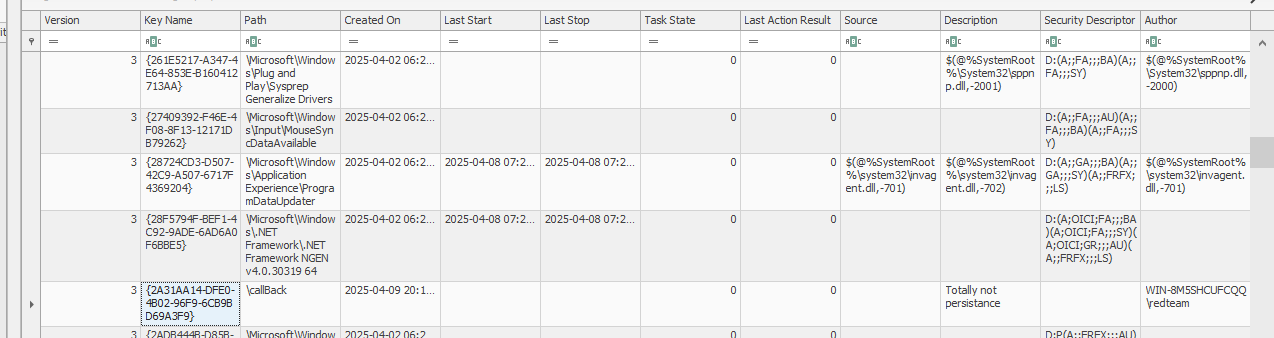 it
Version Key Name Path Created On Last Start Last Stop Task State Last Action Result Source Description Security Descriptor Author
= ABC ABC = = = = = ABC ABC ABC ABC
3 {261E5217-A347-4E64-853E-B160412713AA} \Microsoft\Windows\Plug and Play\Sysprep Generalize Drivers 2025-04-02 06:2... 0 0 $(@%SystemRoot%\System32\sppnp.dll,-2001) D:(A;;FA;;;BA)(A;;FA;;;SY) $(@%SystemRoot%\System32\sppnp.dll,-2000)
3 {27409392-F46E-4F08-8F13-12171DB79262} \Microsoft\Windows\Input\MouseSyncDataAvailable 2025-04-02 06:2... 0 0 D:(A;;FA;;;AU)(A;;FA;;;BA)(A;;FA;;;SY)
3 {28724CD3-D507-42C9-A507-6717F4369204} \Microsoft\Windows\Application Experience\ProgramDataUpdater 2025-04-02 06:2... 2025-04-08 07:2... 2025-04-08 07:2... 0 0 $(@%SystemRoot%\system32\invagent.dll,-701) $(@%SystemRoot%\system32\invagent.dll,-702) D:(A;;GA;;;BA)(A;;GA;;;SY)(A;;FRFX;;;LS) $(@%SystemRoot%\system32\invagent.dll,-701)
3 {28F5794F-BEF1-4C92-9ADE-6AD6A0F6BBE5} \Microsoft\Windows\.NET Framework\.NET Framework NGEN v4.0.30319 64 2025-04-02 06:2... 2025-04-08 07:2... 2025-04-08 07:2... 0 0 D:(A;OICI;FA;;;BA)(A;OICI;FA;;;SY)(A;OICI;GR;;;AU)(A;;FRFX;;;LS)
3 {2A31AA14-DFE0-4B02-96F9-6CB9BD69A3F9} \callBack 2025-04-09 20:1... 0 0 Totally not persistance WIN-8M5SHCUFCQQ\redteam
3 {2ADB444B-D85B- \Microsoft\Window 2025-04-02 06:2... 0 0 D:P(A;;FRFX;;;AU)